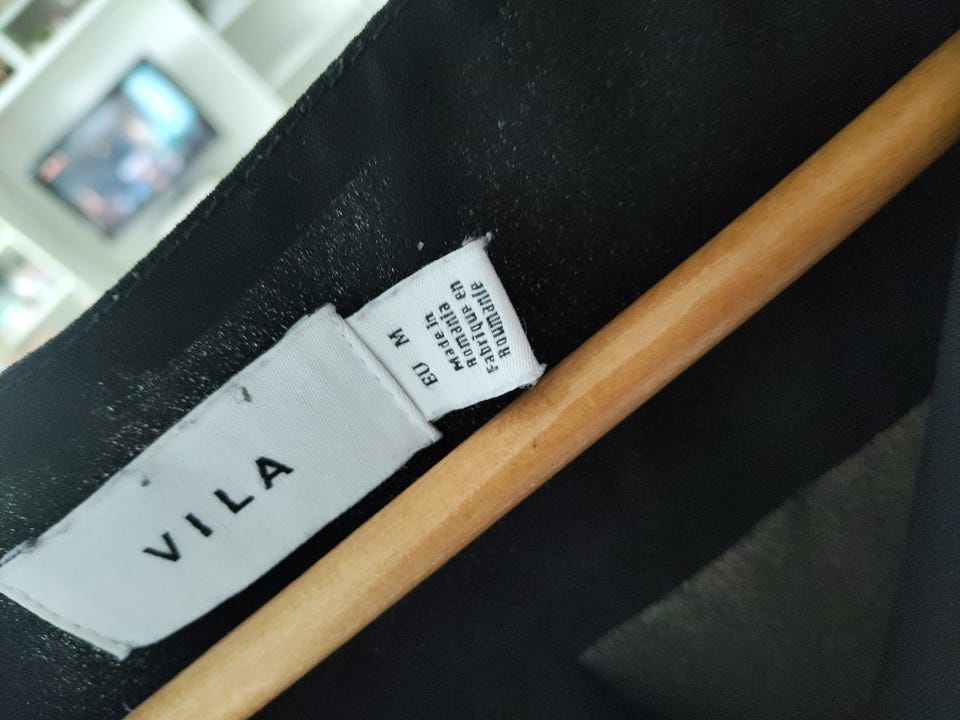 VILA
EU M
Made in
Romania
Fabriqué en
Roumanie